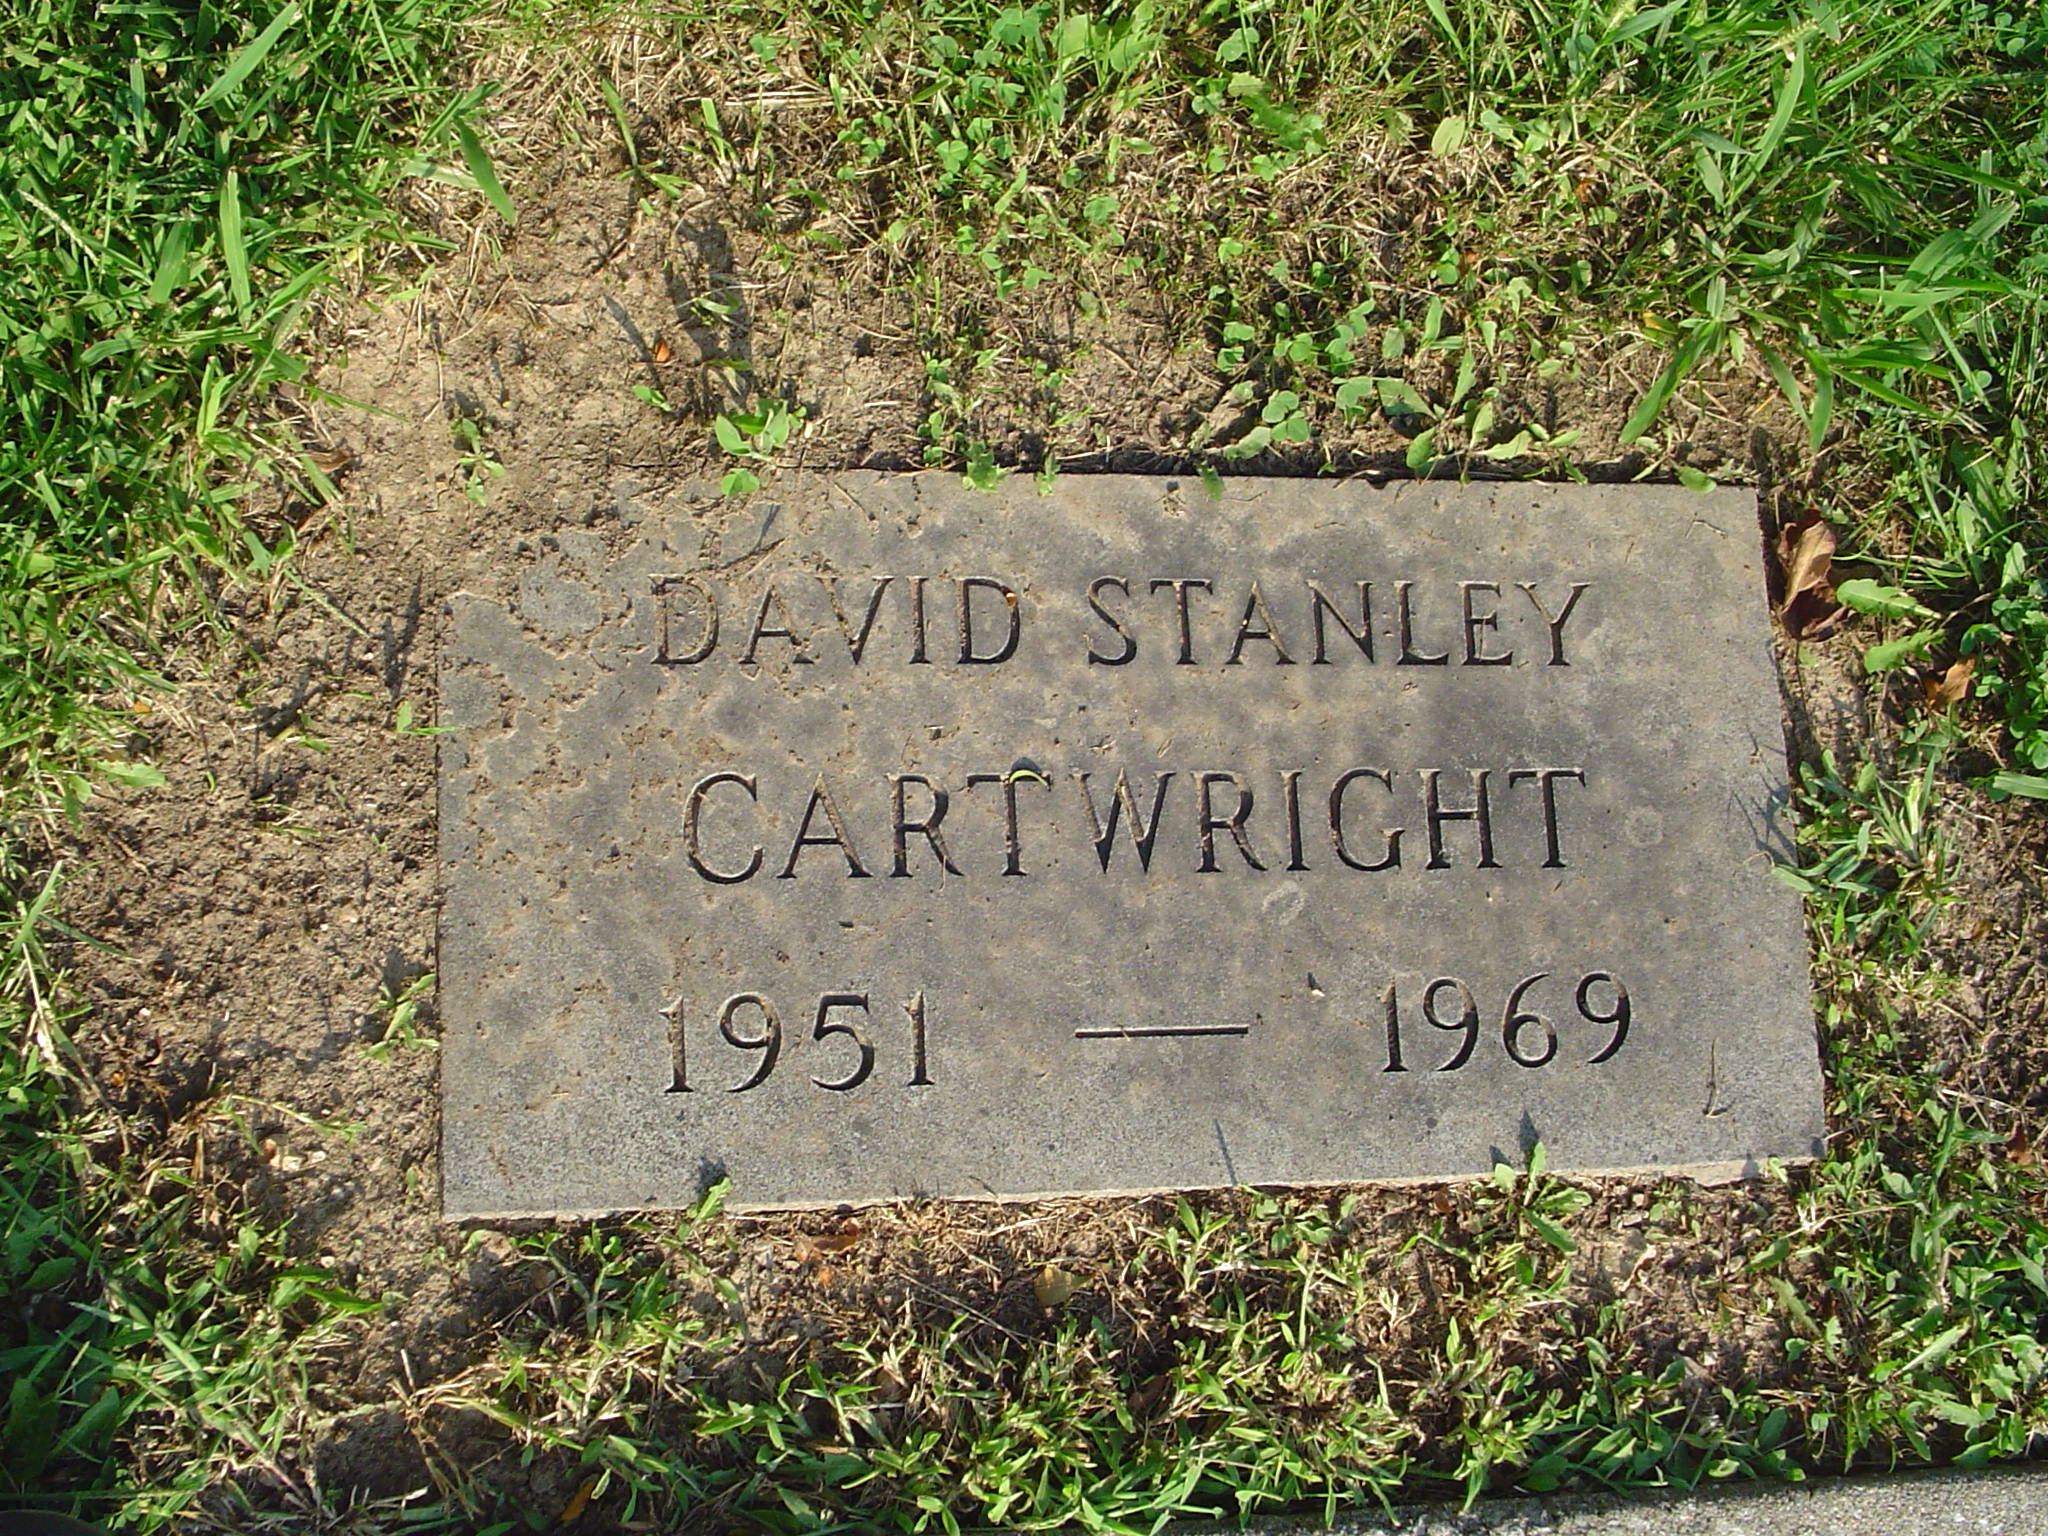 DAVID STANLEY
CARTWRIGHT
1951 — 1969